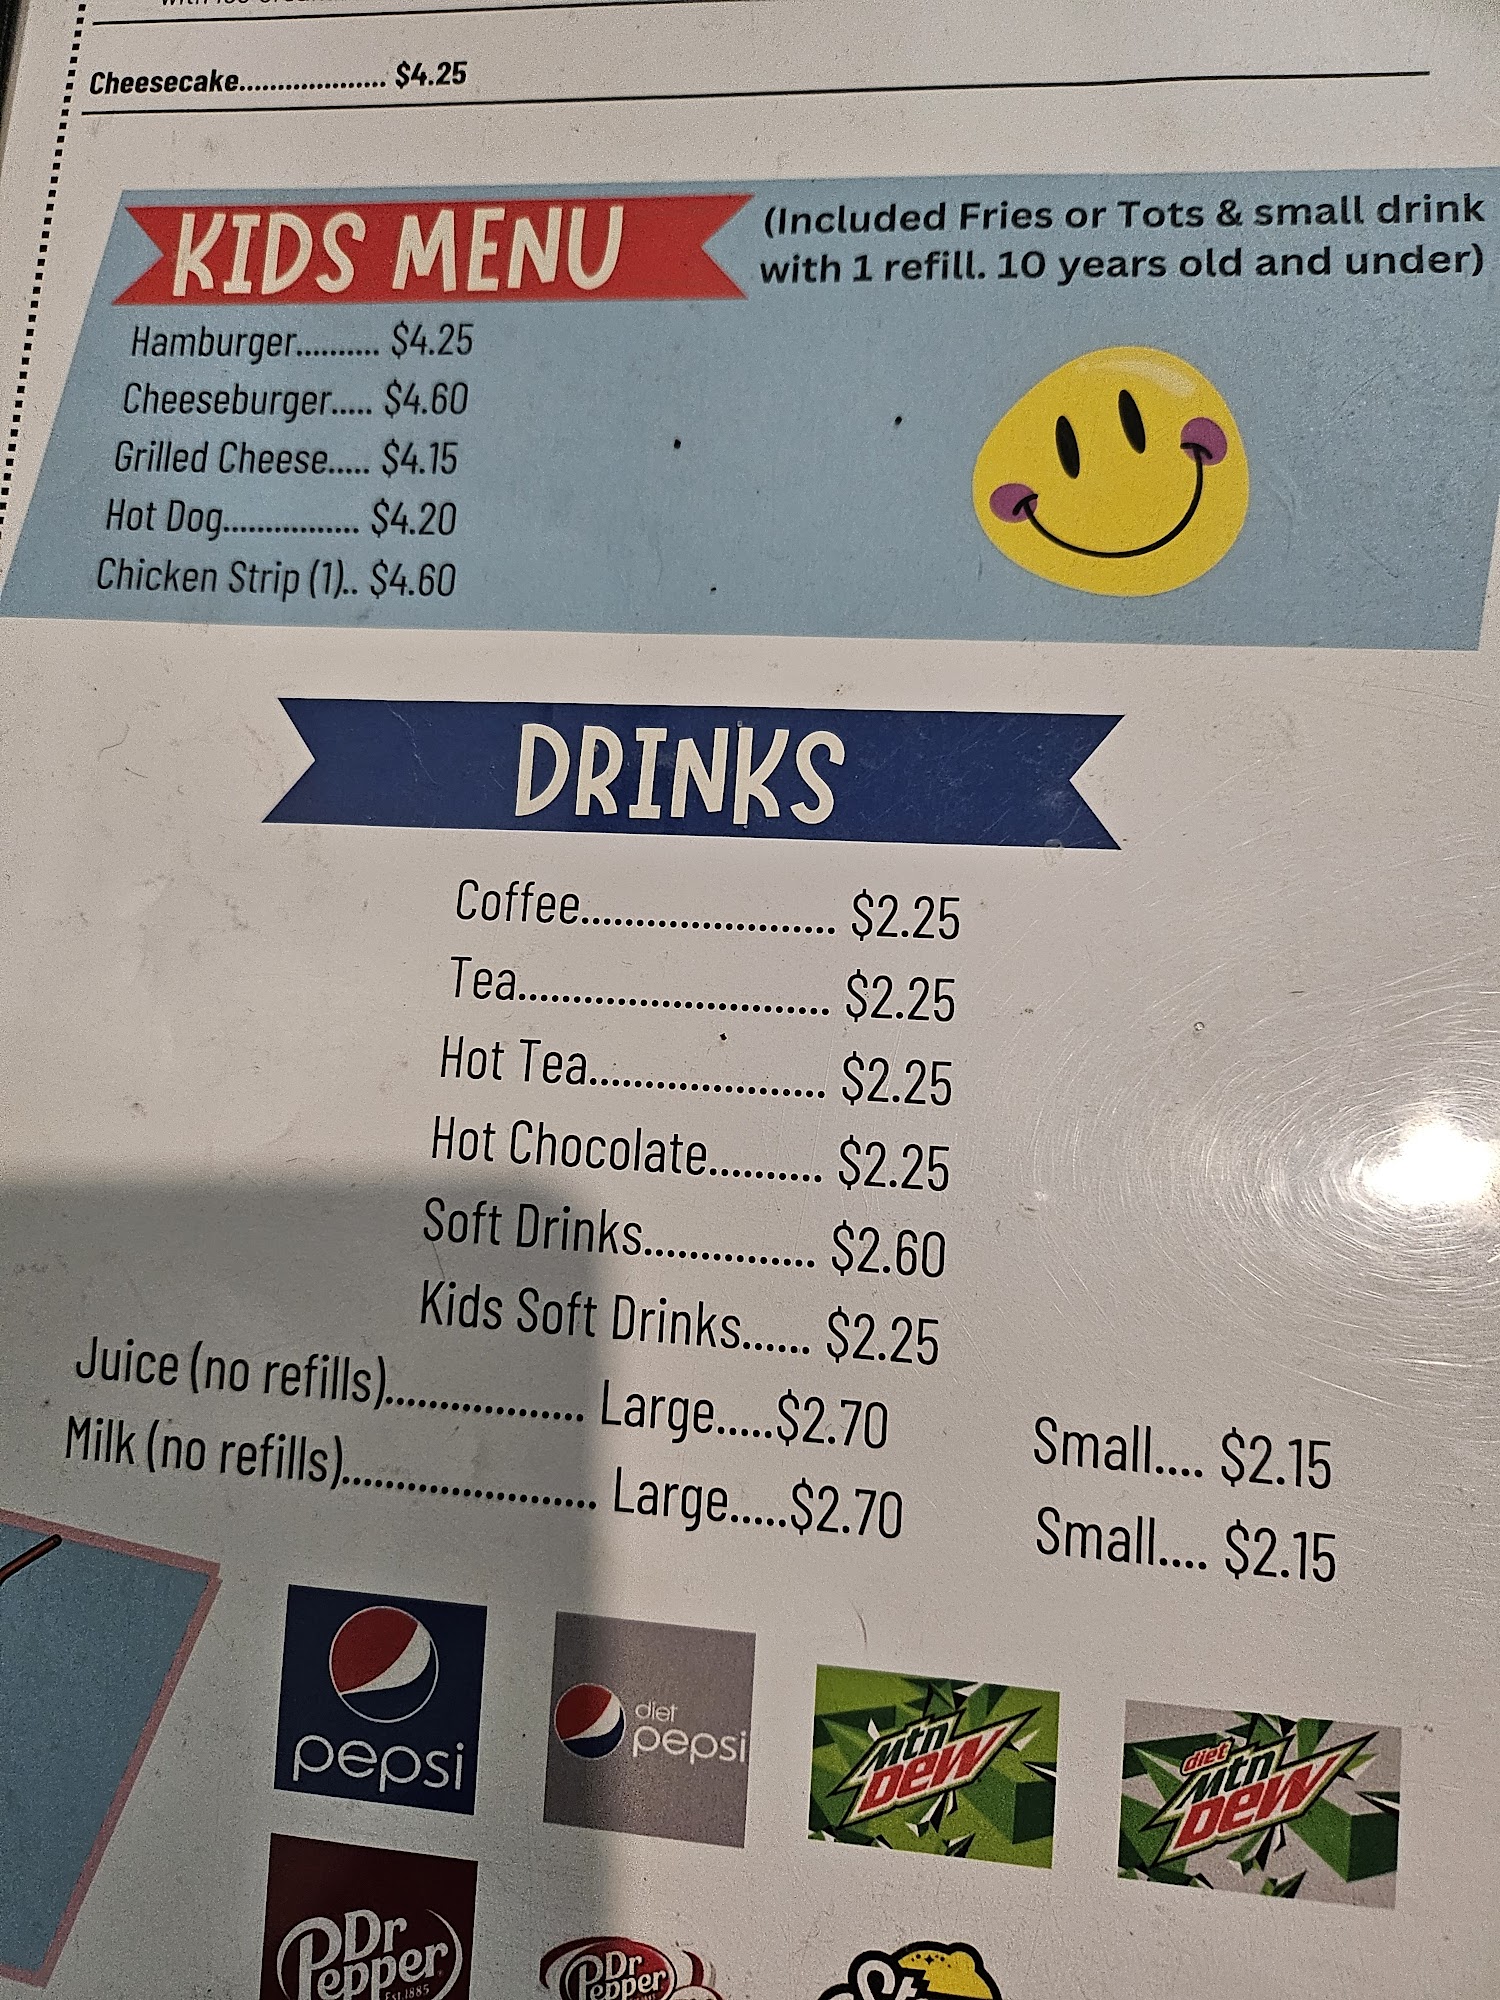 Cheesecake................... $4.25
KIDS MENU
(Included Fries or Tots & small drink
with 1 refill. 10 years old and under)
Hamburger.......... $4.25
Cheeseburger..... $4.60
Grilled Cheese..... $4.15
Hot Dog................ $4.20
Chicken Strip (1).. $4.60
DRINKS
Coffee....................... $2.25
Tea............................ $2.25
Hot Tea...................... $2.25
Hot Chocolate.......... $2.25
Soft Drinks............... $2.60
Kids Soft Drinks...... $2.25
Juice (no refills).................. Large.....$2.70 Small.... $2.15
Milk (no refills)....................... Large.....$2.70 Small.... $2.15
pepsi
diet
pepsi
Mtn
DEW
diet
Mtn
DEW
Dr
Pepper
EST. 1885
Dr
Pepper